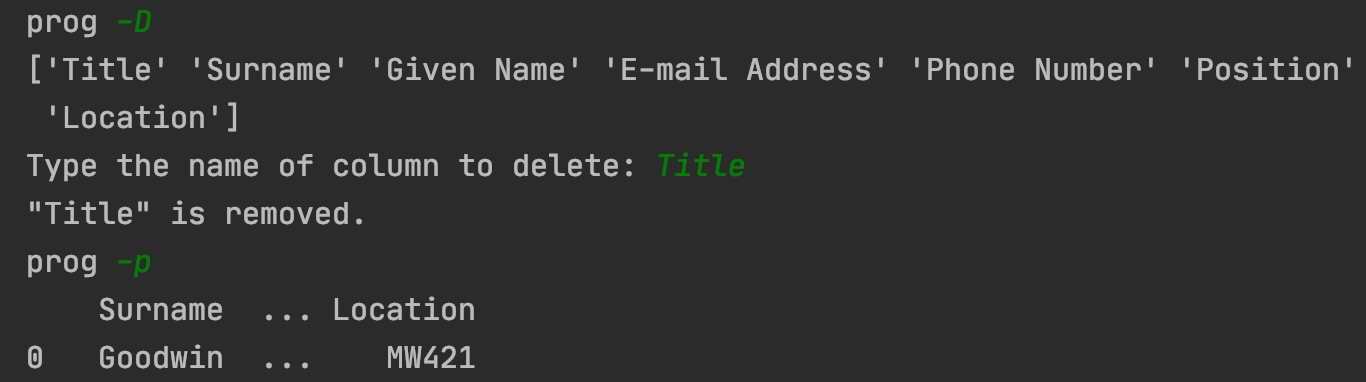 prog -D
['Title' 'Surname' 'Given Name' 'E-mail Address' 'Phone Number' 'Position'
 'Location']
Type the name of column to delete: Title
"Title" is removed.
prog -p
    Surname  ... Location
0   Goodwin  ...    MW421